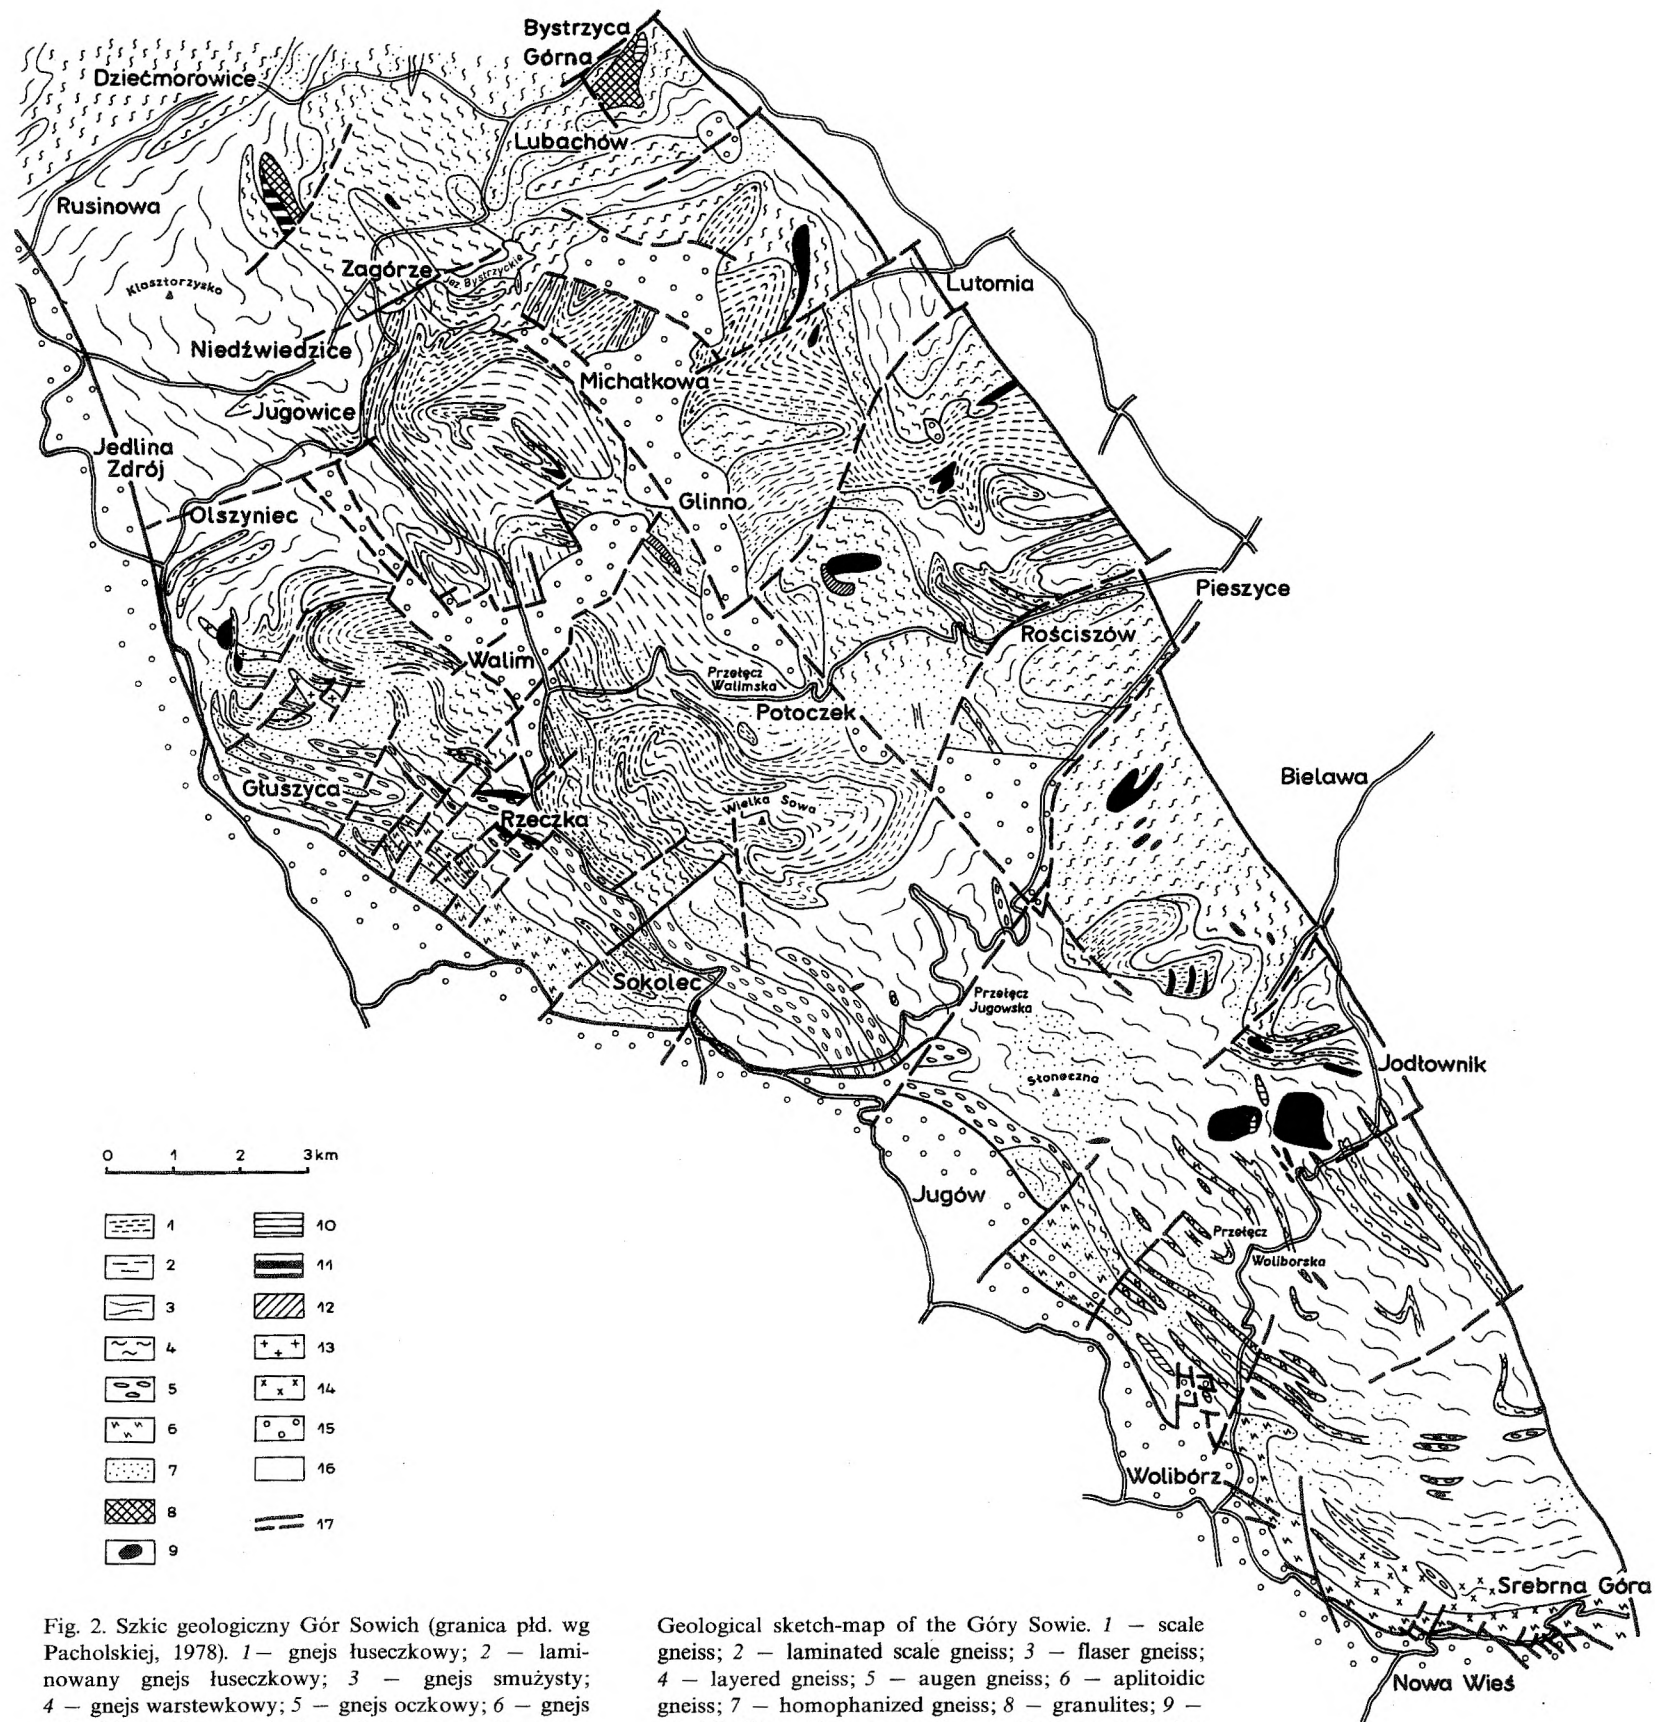 Bystrzyca
Górna
Dziećmorowice
Lubachów
Rusinowa
Klasztorzysko
Zagórze
Jez. Bystrzyckie
Lutomia
Niedźwiedzice
Michałkowa
Jugowice
Jedlina
Zdrój
Glinno
Olszyniec
Pieszyce
Rościszów
Walim
Przełęcz
Walimska
Potoczek
Bielawa
Głuszyca
Wielka Sowa
Rzeczka
Sokolec
Przełęcz
Jugowska
Jodłownik
Słoneczna
Jugów
Przełęcz
Woliborska
Wolibórz
Srebrna Góra
Nowa Wieś
0 1 2 3 km
1 10
2 11
3 12
4 13
5 14
6 15
7 16
8 17
9
Fig. 2. Szkic geologiczny Gór Sowich (granica płd. wg
Pacholskiej, 1978). 1— gnejs łuseczkowy; 2 — lami-
nowany gnejs łuseczkowy; 3 — gnejs smużysty;
4 — gnejs warstewkowy; 5 — gnejs oczkowy; 6 — gnejs
Geological sketch-map of the Góry Sowie. 1 — scale
gneiss; 2 — laminated scale gneiss; 3 — flaser gneiss;
4 — layered gneiss; 5 — augen gneiss; 6 — aplitoidic
gneiss; 7 — homophanized gneiss; 8 — granulites; 9 —